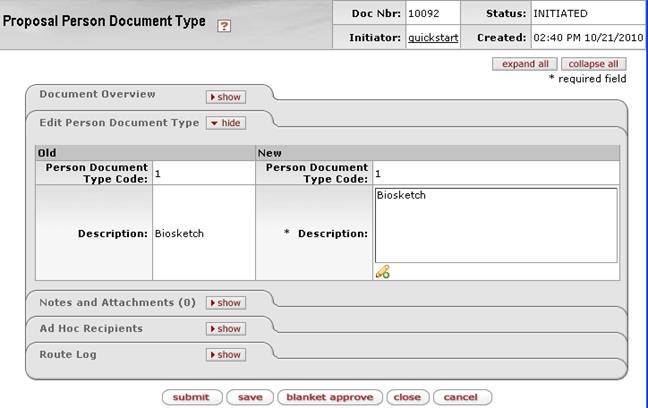 Proposal Person Document Type ?
Doc Nbr: 10092 Status: INITIATED
Initiator: quickstart Created: 02:40 PM 10/21/2010
expand all collapse all
* required field
Document Overview show
Edit Person Document Type hide
Old New
Person Document Type Code: 1 Person Document Type Code: 1
Description: Biosketch * Description: Biosketch
Notes and Attachments (0) show
Ad Hoc Recipients show
Route Log show
submit save blanket approve close cancel